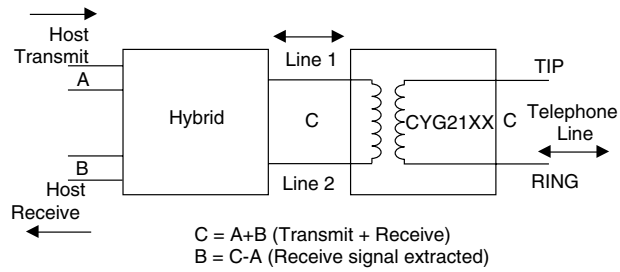 Host
Transmit
A
Line 1
TIP
Hybrid
C
CYG21XX
C
Telephone
Line
B
Line 2
RING
Host
Receive
C = A+B (Transmit + Receive)
B = C-A (Receive signal extracted)